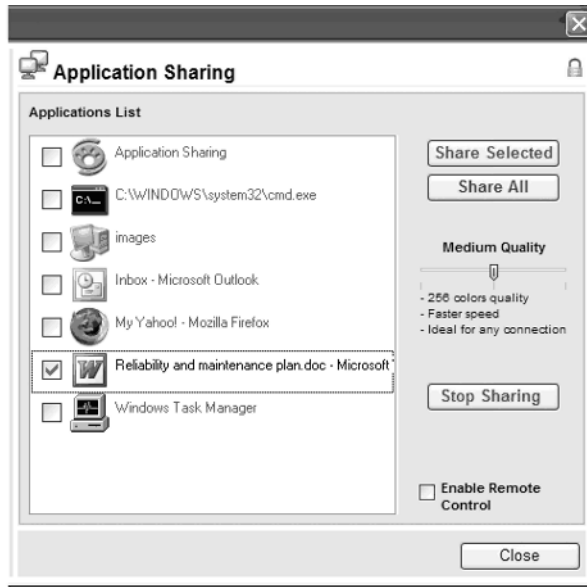 Application Sharing
Applications List
Application Sharing
C:\WINDOWS\system32\cmd.exe
images
Inbox - Microsoft Outlook
My Yahoo! - Mozilla Firefox
Reliability and maintenance plan.doc - Microsoft
Windows Task Manager
Share Selected
Share All
Medium Quality
- 256 colors quality
- Faster speed
- Ideal for any connection
Stop Sharing
Enable Remote
Control
Close